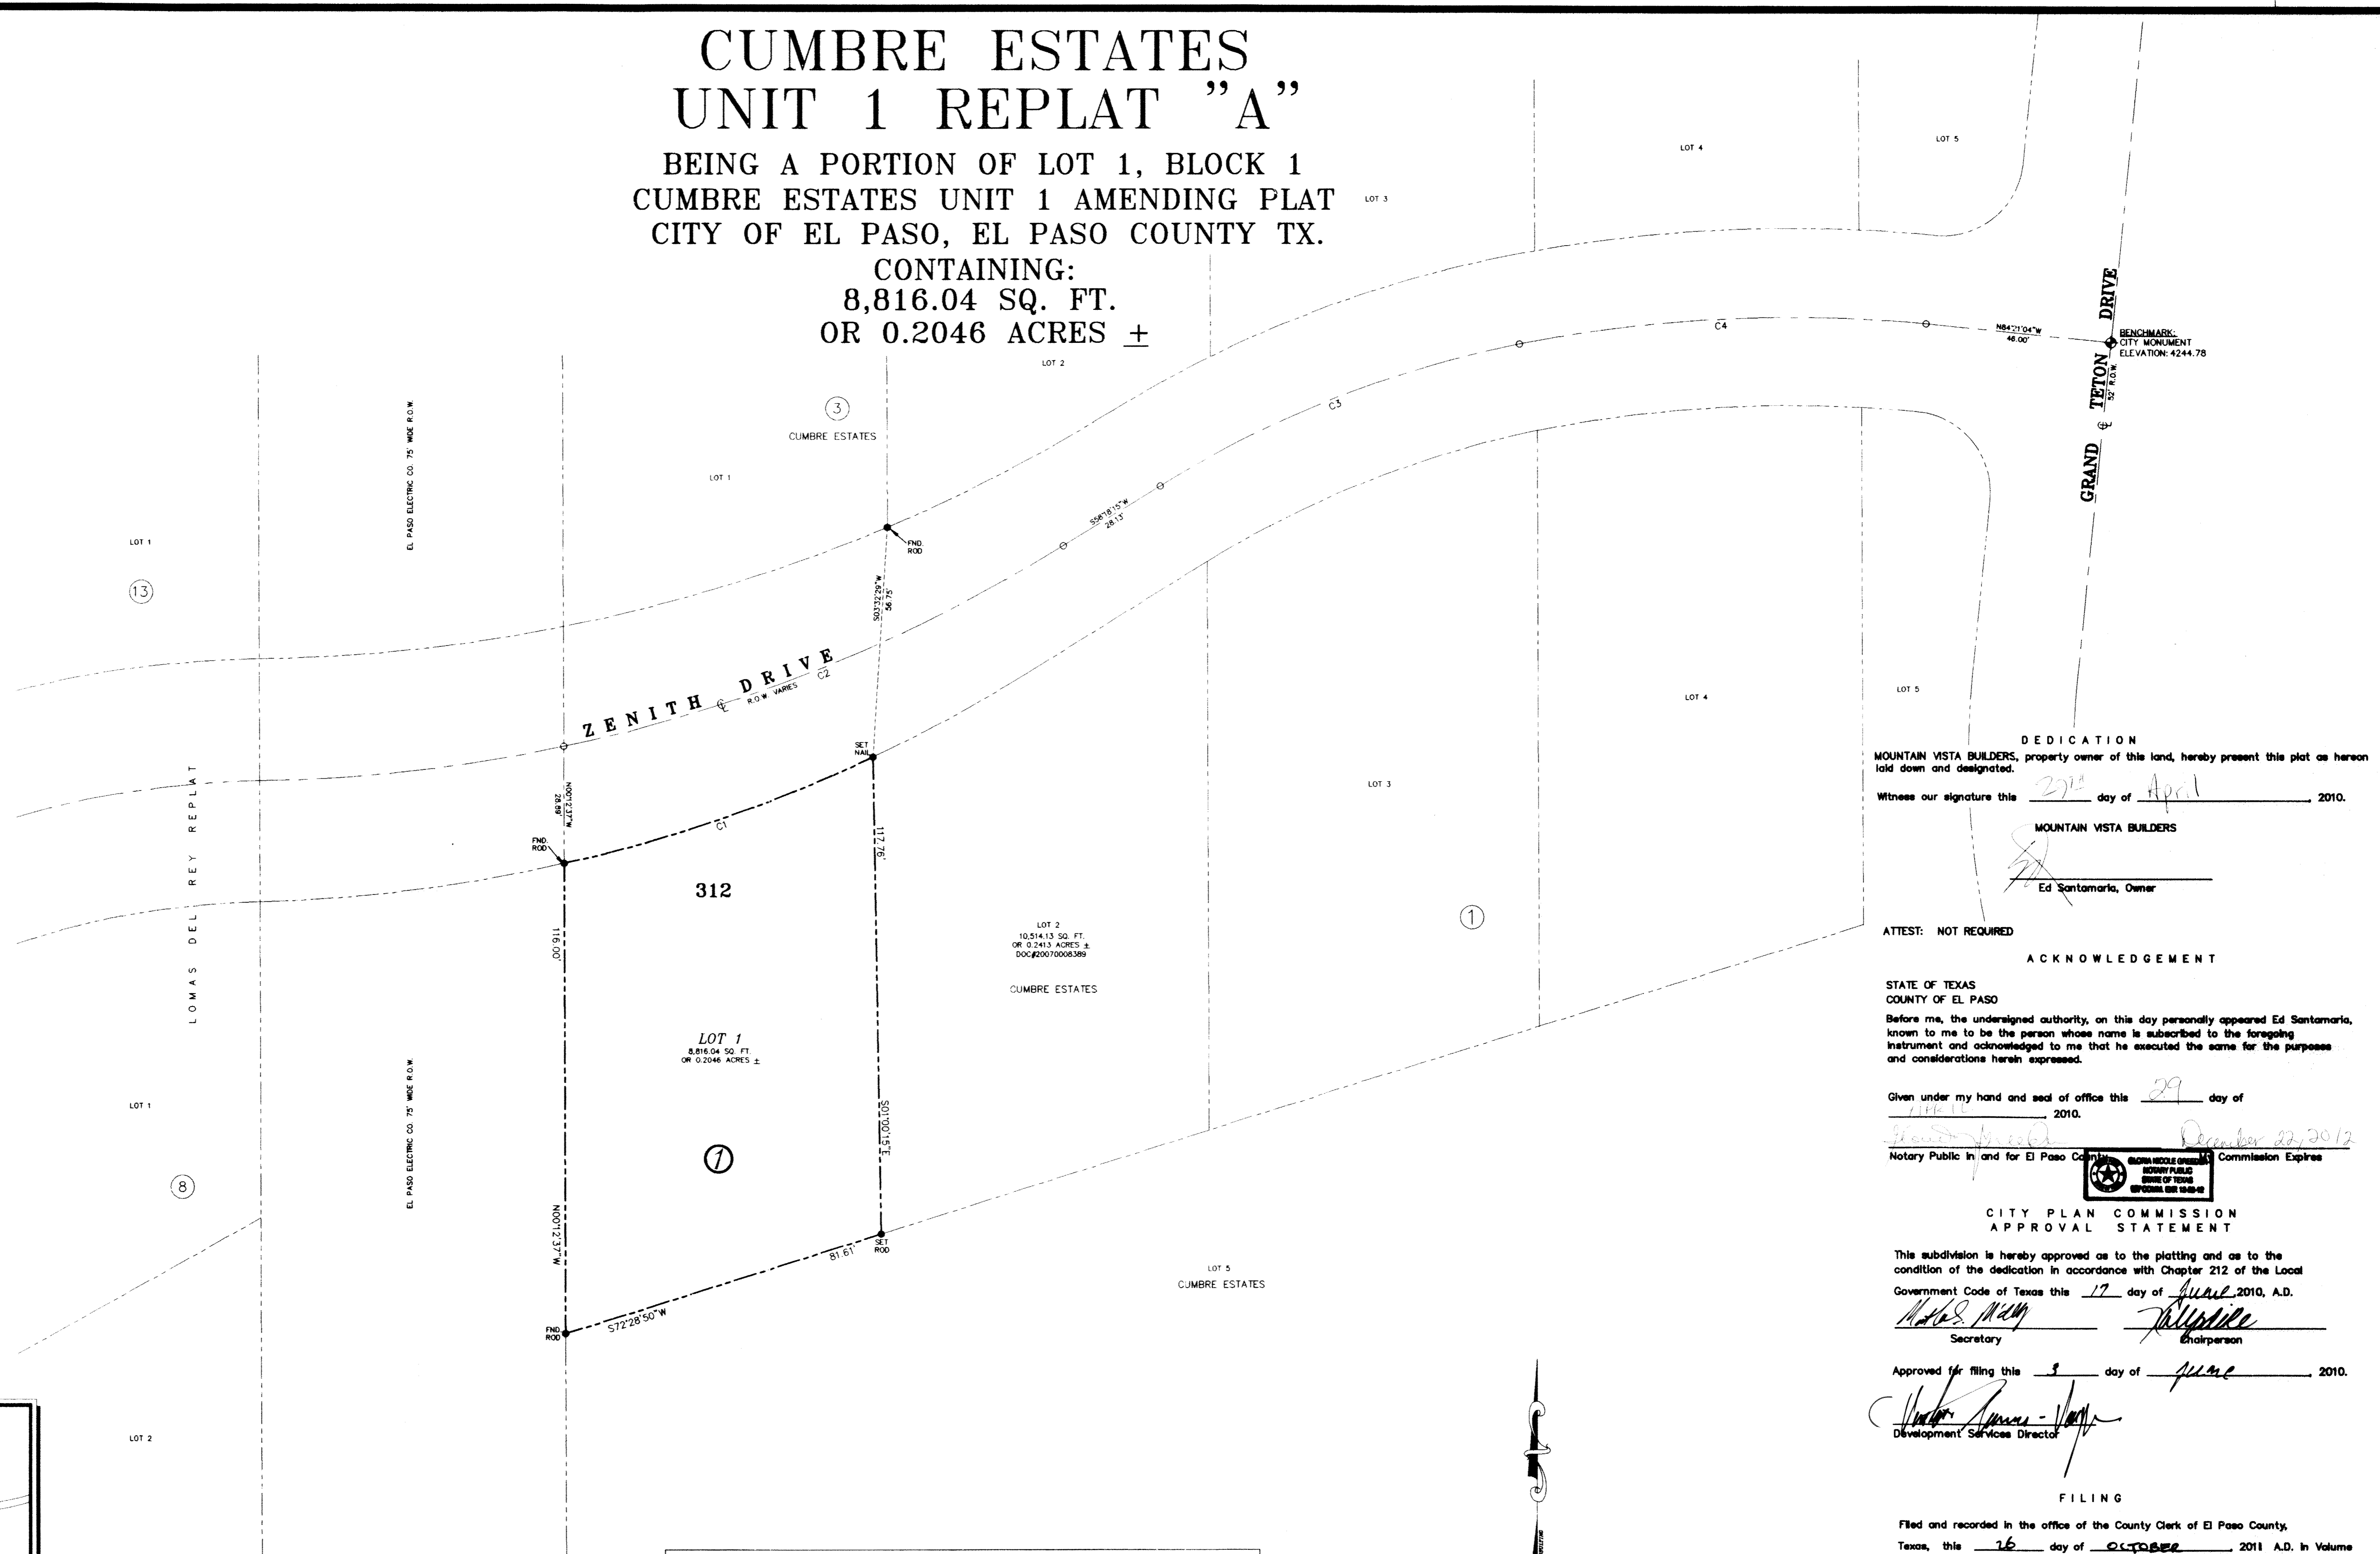 CUMBRE ESTATES
UNIT 1 REPLAT "A"
BEING A PORTION OF LOT 1, BLOCK 1
CUMBRE ESTATES UNIT 1 AMENDING PLAT
CITY OF EL PASO, EL PASO COUNTY TX.
CONTAINING:
8,816.04 SQ. FT.
OR 0.2046 ACRES ±
LOT 3
LOT 4
LOT 5
LOT 2
3
CUMBRE ESTATES
LOT 1
EL PASO ELECTRIC CO. 75' WIDE R.O.W.
LOT 1
13
FND.
ROD
S03°32'29"W
56.75'
S58°18'15"W
28.13'
C3
C4
N84°21'04"W
46.00'
BENCHMARK:
CITY MONUMENT
ELEVATION: 4244.78
GRAND TETON DRIVE
52' R.O.W.
ZENITH DRIVE
R.O.W. VARIES
C2
SET
NAIL
N00°12'37"W
28.89'
FND.
ROD
C1
LOMAS DEL REY REPLAT
312
117.76'
116.00'
LOT 2
10,514.13 SQ. FT.
OR 0.2413 ACRES ±
DOC#20070008389
CUMBRE ESTATES
LOT 3
1
LOT 4
LOT 5
LOT 1
8,816.04 SQ. FT.
OR 0.2046 ACRES ±
1
S01°00'15"E
N00°12'37"W
EL PASO ELECTRIC CO. 75' WIDE R.O.W.
LOT 1
8
LOT 2
FND.
ROD
S72°28'50"W
81.61'
SET
ROD
LOT 5
CUMBRE ESTATES
DEDICATION
MOUNTAIN VISTA BUILDERS, property owner of this land, hereby present this plat as hereon
laid down and designated.
Witness our signature this day of April 2010.
MOUNTAIN VISTA BUILDERS
Ed Santamaria, Owner
ATTEST: NOT REQUIRED
ACKNOWLEDGEMENT
STATE OF TEXAS
COUNTY OF EL PASO
Before me, the undersigned authority, on this day personally appeared Ed Santamaria,
known to me to be the person whose name is subscribed to the foregoing
instrument and acknowledged to me that he executed the same for the purposes
and considerations herein expressed.
Given under my hand and seal of office this 29 day of
2010.
December 22, 2012
Notary Public in and for El Paso County
Commission Expires
NOTARY PUBLIC
STATE OF TEXAS
CITY PLAN COMMISSION
APPROVAL STATEMENT
This subdivision is hereby approved as to the platting and as to the
condition of the dedication in accordance with Chapter 212 of the Local
Government Code of Texas this 17 day of June 2010, A.D.
Secretary
Chairperson
Approved for filing this 3 day of June 2010.
Development Services Director
FILING
Filed and recorded in the office of the County Clerk of El Paso County,
Texas, this 26 day of OCTOBER 2011 A.D. in Volume